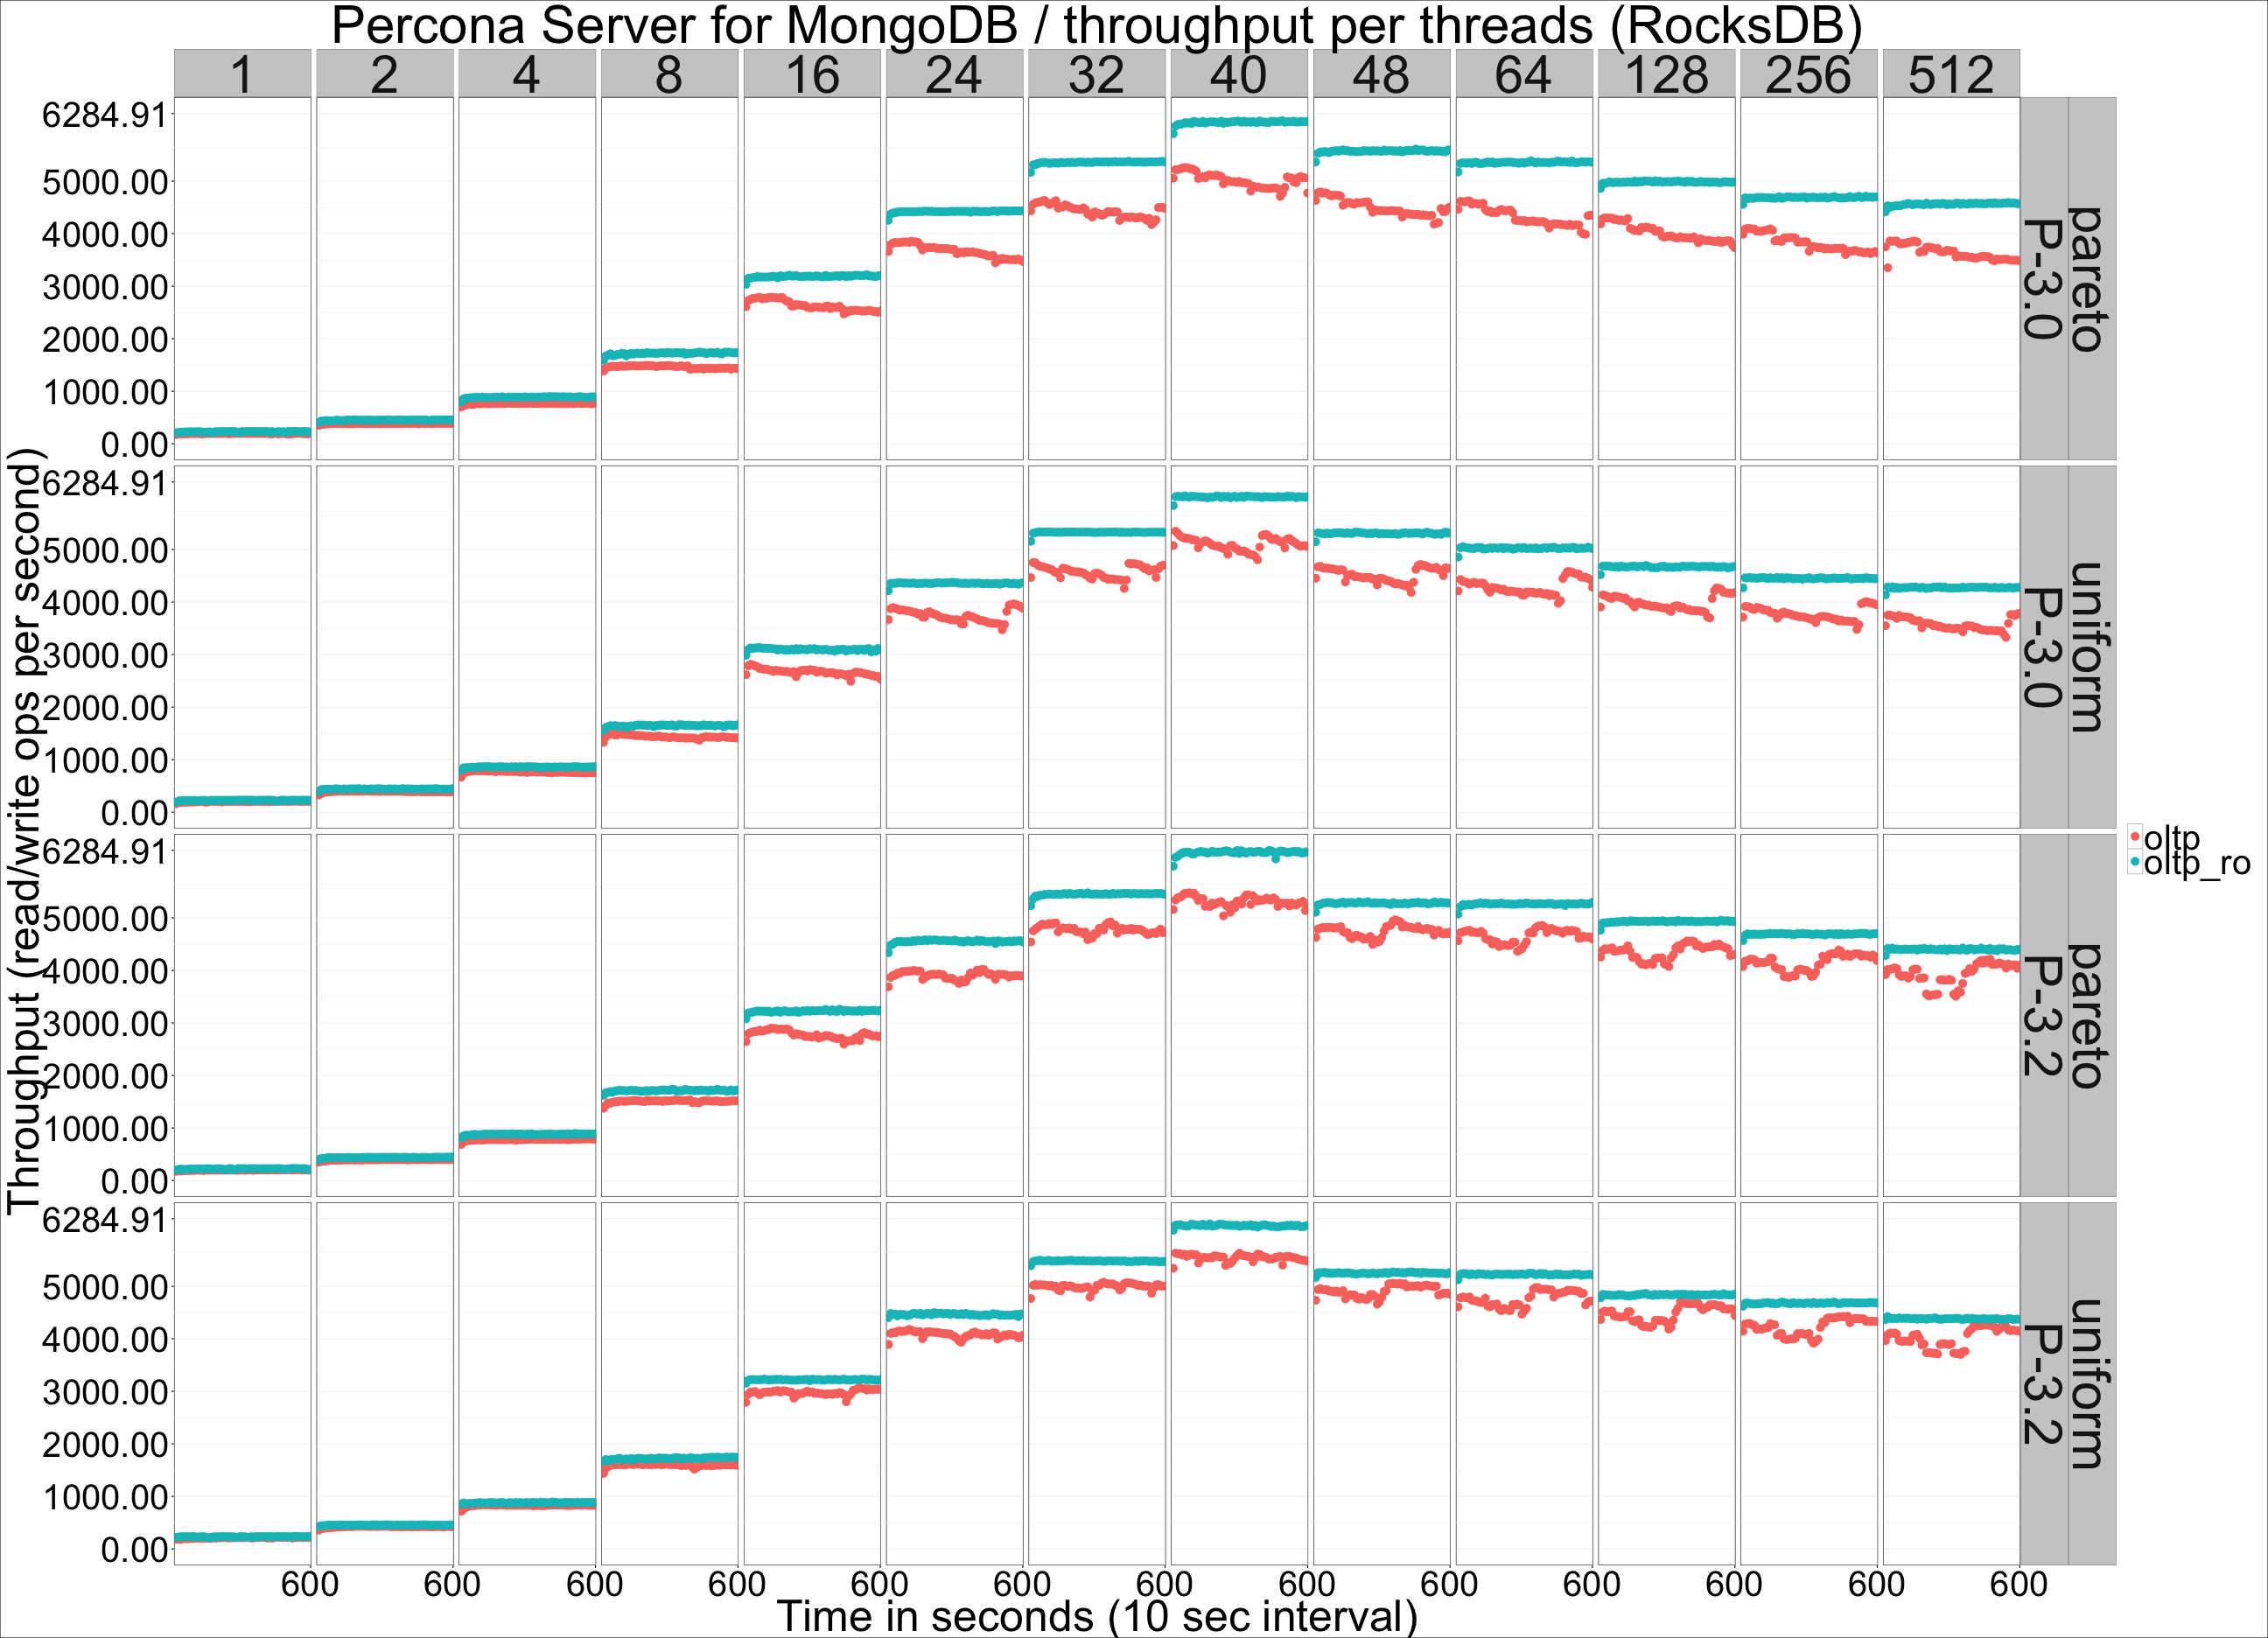 Percona Server for MongoDB / throughput per threads (RocksDB)
1 2 4 8 16 24 32 40 48 64 128 256 512
6284.91
5000.00
4000.00
3000.00
2000.00
1000.00
0.00
pareto
P-3.0
6284.91
5000.00
4000.00
3000.00
2000.00
1000.00
0.00
uniform
P-3.0
6284.91
5000.00
4000.00
3000.00
2000.00
1000.00
0.00
pareto
P-3.2
6284.91
5000.00
4000.00
3000.00
2000.00
1000.00
0.00
uniform
P-3.2
Throughput (read/write ops per second)
oltp
oltp_ro
600 600 600 600 600 600 600 600 600 600 600 600 600
Time in seconds (10 sec interval)